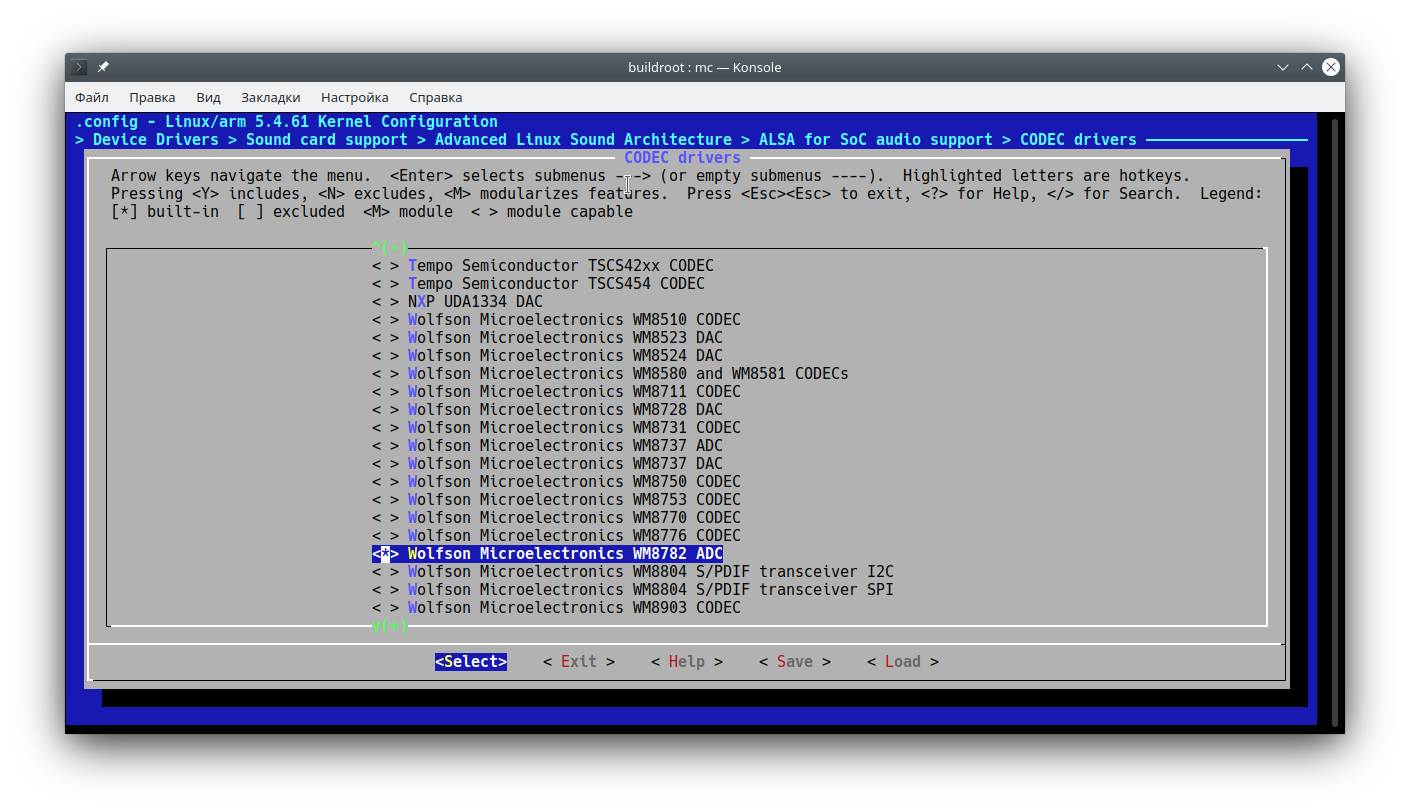 buildroot : mc — Konsole
Файл Правка Вид Закладки Настройка Справка
.config - Linux/arm 5.4.61 Kernel Configuration
> Device Drivers > Sound card support > Advanced Linux Sound Architecture > ALSA for SoC audio support > CODEC drivers
CODEC drivers
Arrow keys navigate the menu. <Enter> selects submenus ---> (or empty submenus ----). Highlighted letters are hotkeys.
Pressing <Y> includes, <N> excludes, <M> modularizes features. Press <Esc><Esc> to exit, <?> for Help, </> for Search. Legend:
[*] built-in [ ] excluded <M> module < > module capable
^(-)
< > Tempo Semiconductor TSCS42xx CODEC
< > Tempo Semiconductor TSCS454 CODEC
< > NXP UDA1334 DAC
< > Wolfson Microelectronics WM8510 CODEC
< > Wolfson Microelectronics WM8523 DAC
< > Wolfson Microelectronics WM8524 DAC
< > Wolfson Microelectronics WM8580 and WM8581 CODECs
< > Wolfson Microelectronics WM8711 CODEC
< > Wolfson Microelectronics WM8728 DAC
< > Wolfson Microelectronics WM8731 CODEC
< > Wolfson Microelectronics WM8737 ADC
< > Wolfson Microelectronics WM8737 DAC
< > Wolfson Microelectronics WM8750 CODEC
< > Wolfson Microelectronics WM8753 CODEC
< > Wolfson Microelectronics WM8770 CODEC
< > Wolfson Microelectronics WM8776 CODEC
<*> Wolfson Microelectronics WM8782 ADC
< > Wolfson Microelectronics WM8804 S/PDIF transceiver I2C
< > Wolfson Microelectronics WM8804 S/PDIF transceiver SPI
< > Wolfson Microelectronics WM8903 CODEC
v(+)
<Select> < Exit > < Help > < Save > < Load >